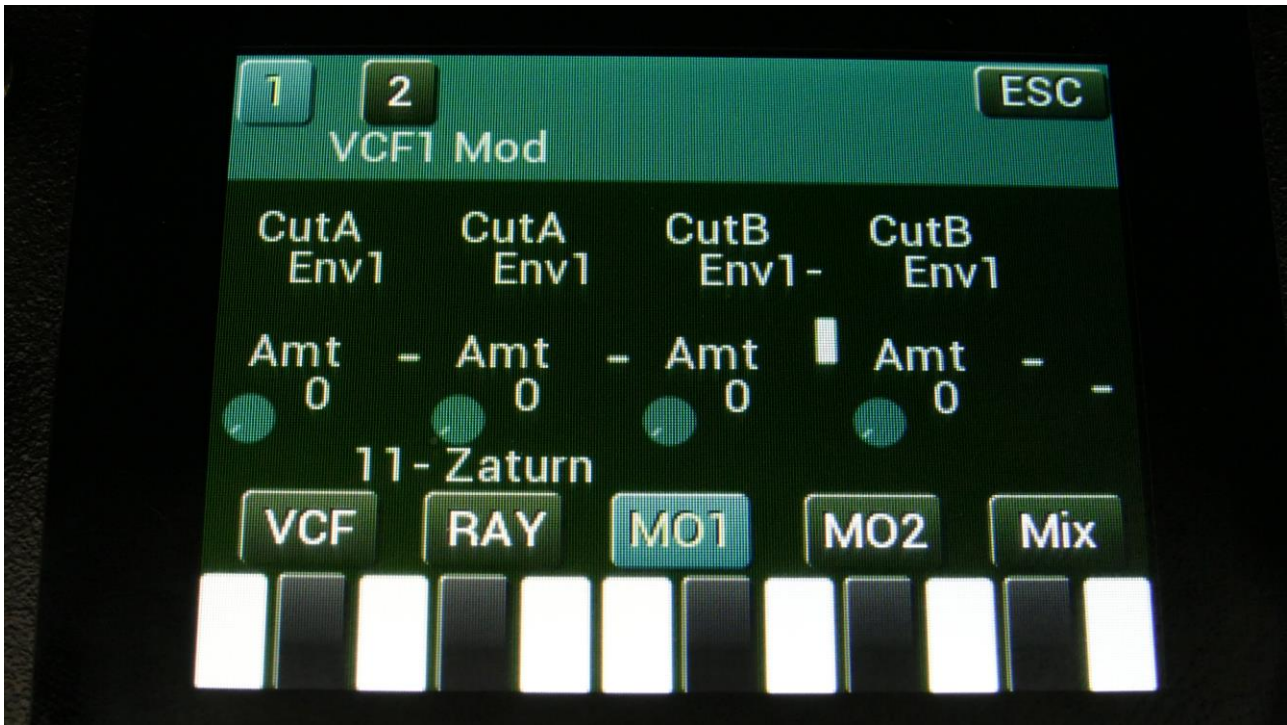 1 2 ESC
VCF1 Mod
CutA CutA CutB CutB
Env1 Env1 Env1- Env1
Amt - Amt - Amt Amt -
0 0 0 0 -
11- Zaturn
VCF RAY MO1 MO2 Mix